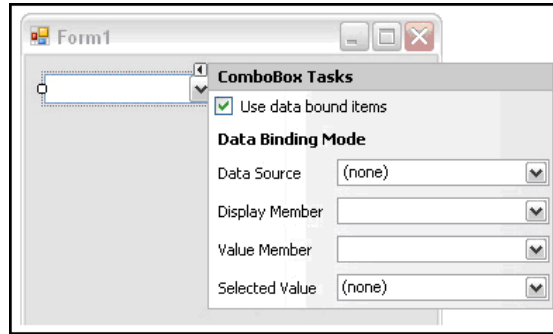 Form1
ComboBox Tasks
Use data bound items
Data Binding Mode
Data Source (none)
Display Member
Value Member
Selected Value (none)